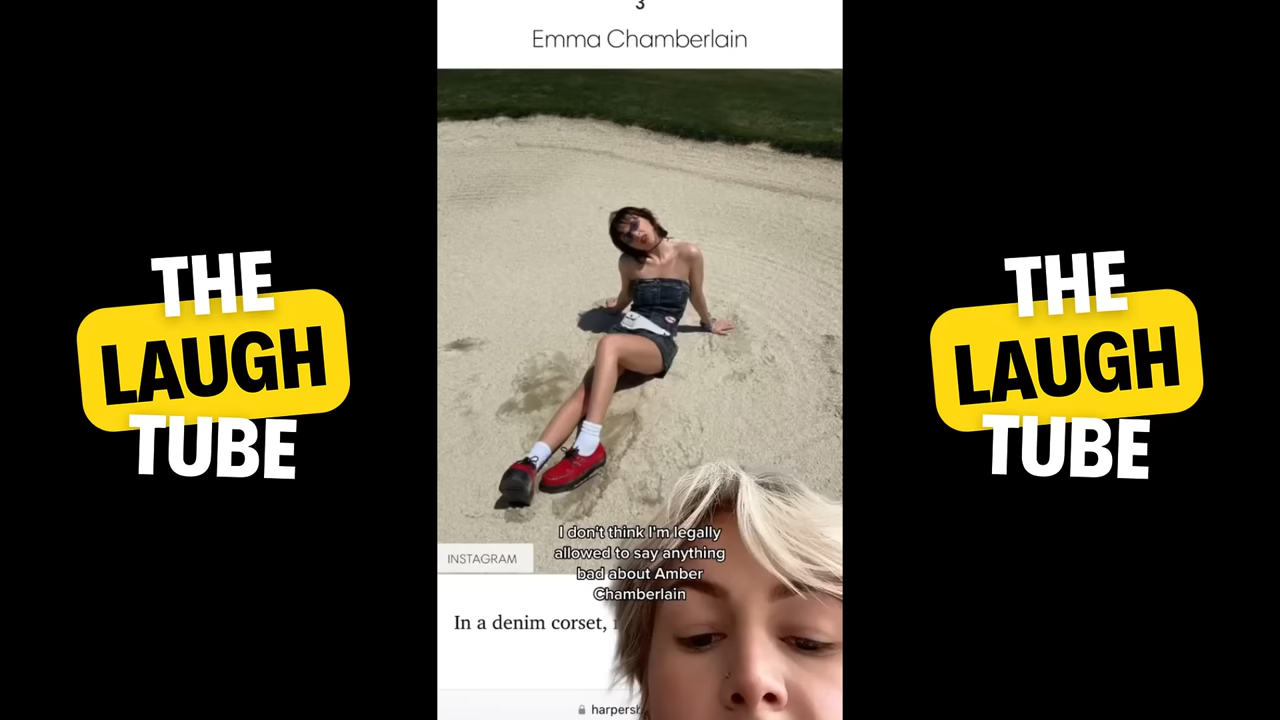 3
Emma Chamberlain
THE
LAUGH
TUBE
THE
LAUGH
TUBE
I don't think I'm legally
allowed to say anything
bad about Amber
Chamberlain
INSTAGRAM
In a denim corset,